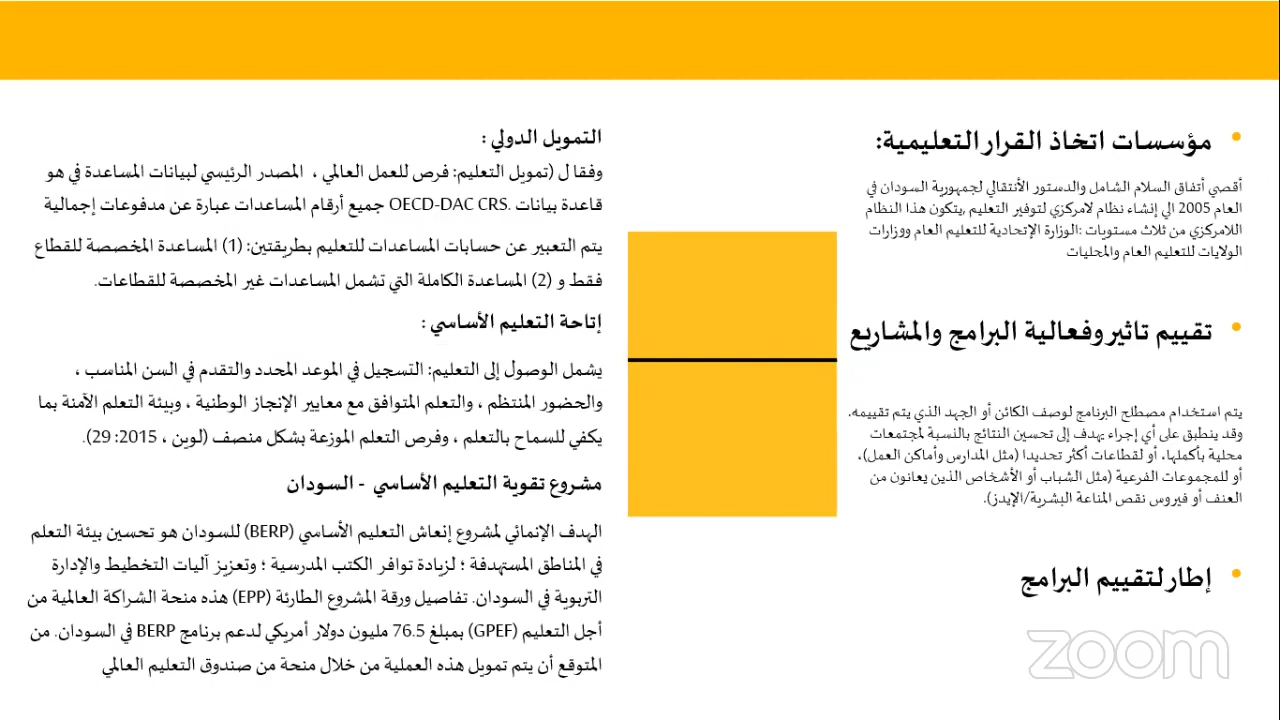 مؤسسات اتخاذ القرار التعليمية:
أقصي أتفاق السلام الشامل والدستور الأنتقالي لجمهورية السودان في
العام 2005 الي إنشاء نظام لامركزي لتوفير التعليم ,يتكون هذا النظام
اللامركزي من ثلاث مستويات :الوزارة الإتحادية للتعليم العام ووزارات
الولايات للتعليم العام والمحليات
تقييم تاثير وفعالية البرامج والمشاريع
يتم استخدام مصطلح البرنامج لوصف الكائن أو الجهد الذي يتم تقييمه.
وقد ينطبق على أي إجراء يهدف إلى تحسين النتائج بالنسبة لمجتمعات
محلية بأكملها، أو لقطاعات أكثر تحديدا (مثل المدارس وأماكن العمل)،
أو للمجموعات الفرعية (مثل الشباب أو الأشخاص الذين يعانون من
العنف أو فيروس نقص المناعة البشرية/الإيدز).
إطار لتقييم البرامج
التمويل الدولي :
وفقا ل (تمويل التعليم: فرص للعمل العالمي ، المصدر الرئيسي لبيانات المساعدة في هو
قاعدة بيانات .OECD-DAC CRS جميع أرقام المساعدات عبارة عن مدفوعات إجمالية
يتم التعبير عن حسابات المساعدات للتعليم بطريقتين: (1) المساعدة المخصصة للقطاع
فقط و (2) المساعدة الكاملة التي تشمل المساعدات غير المخصصة للقطاعات.
إتاحة التعليم الأساسي :
يشمل الوصول إلى التعليم: التسجيل في الموعد المحدد والتقدم في السن المناسب ،
والحضور المنتظم ، والتعلم المتوافق مع معايير الإنجاز الوطنية ، وبيئة التعلم الآمنة بما
يكفي للسماح بالتعلم ، وفرص التعلم الموزعة بشكل منصف (لوين ، 2015: 29).
مشروع تقوية التعليم الأساسي - السودان
الهدف الإنمائي لمشروع إنعاش التعليم الأساسي (BERP) للسودان هو تحسين بيئة التعلم
في المناطق المستهدفة ؛ لزيادة توافر الكتب المدرسية ؛ وتعزيز آليات التخطيط والإدارة
التربوية في السودان. تفاصيل ورقة المشروع الطارئة (EPP) هذه منحة الشراكة العالمية من
أجل التعليم (GPEF) بمبلغ 76.5 مليون دولار أمريكي لدعم برنامج BERP في السودان. من
المتوقع أن يتم تمويل هذه العملية من خلال منحة من صندوق التعليم العالمي
zoom